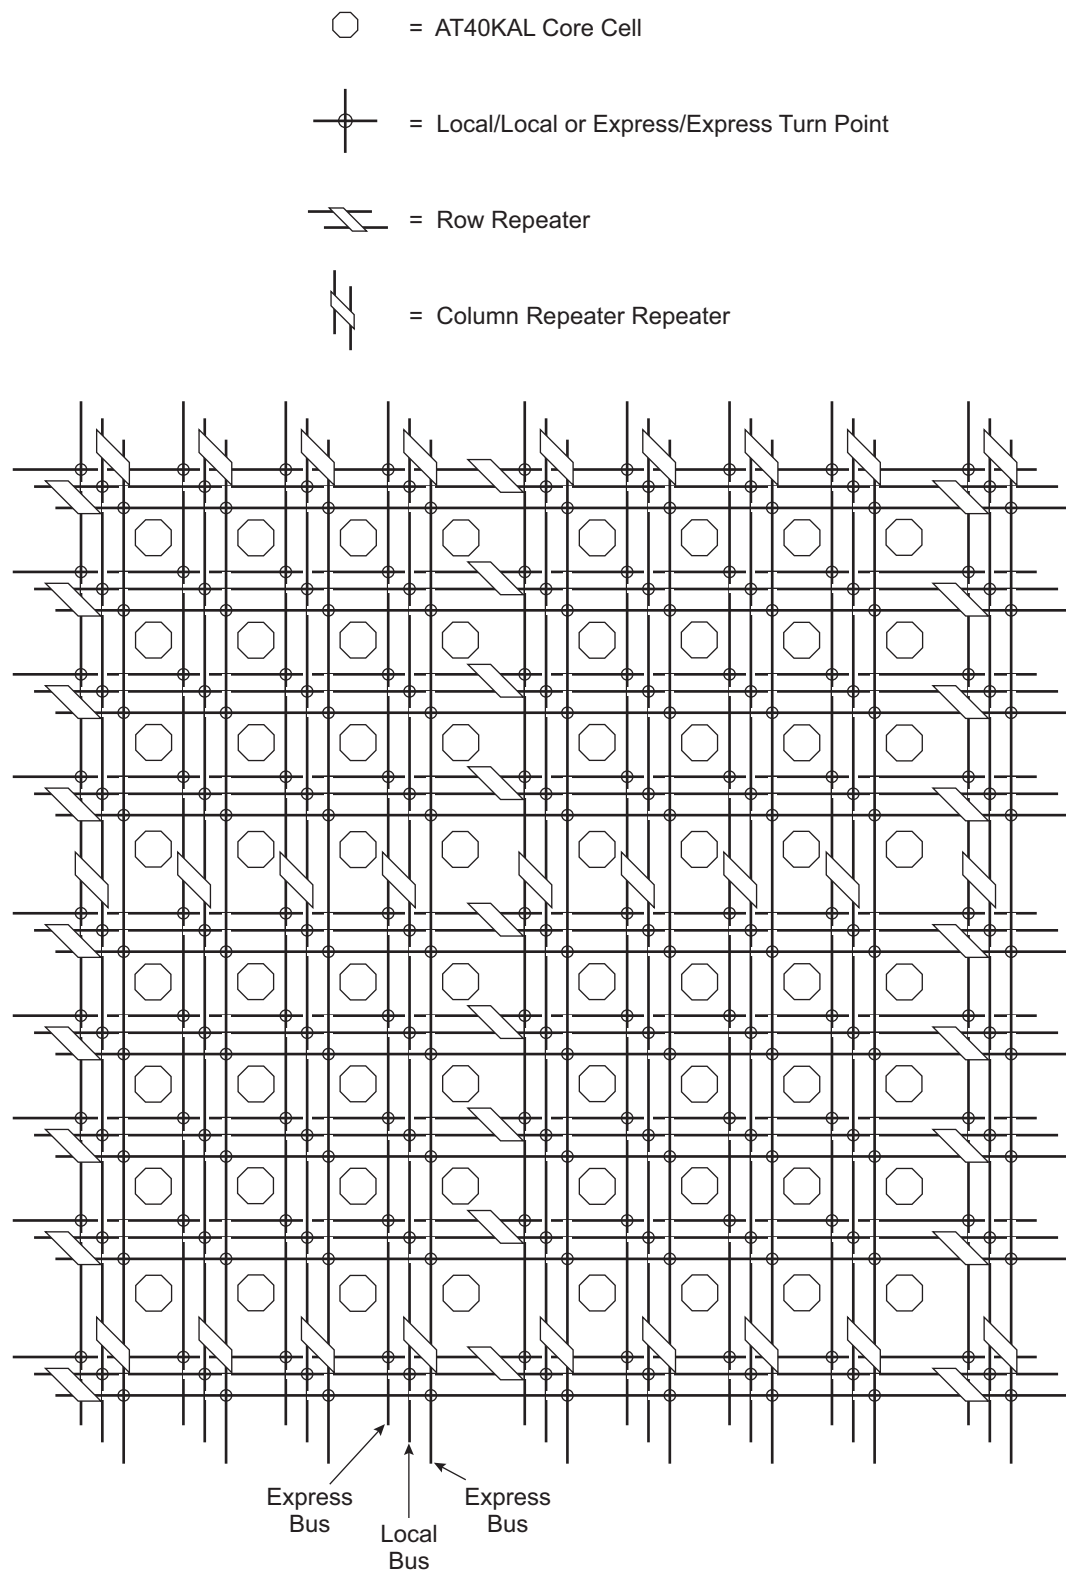 = AT40KAL Core Cell
= Local/Local or Express/Express Turn Point
= Row Repeater
= Column Repeater Repeater
Express
Bus
Local
Bus
Express
Bus